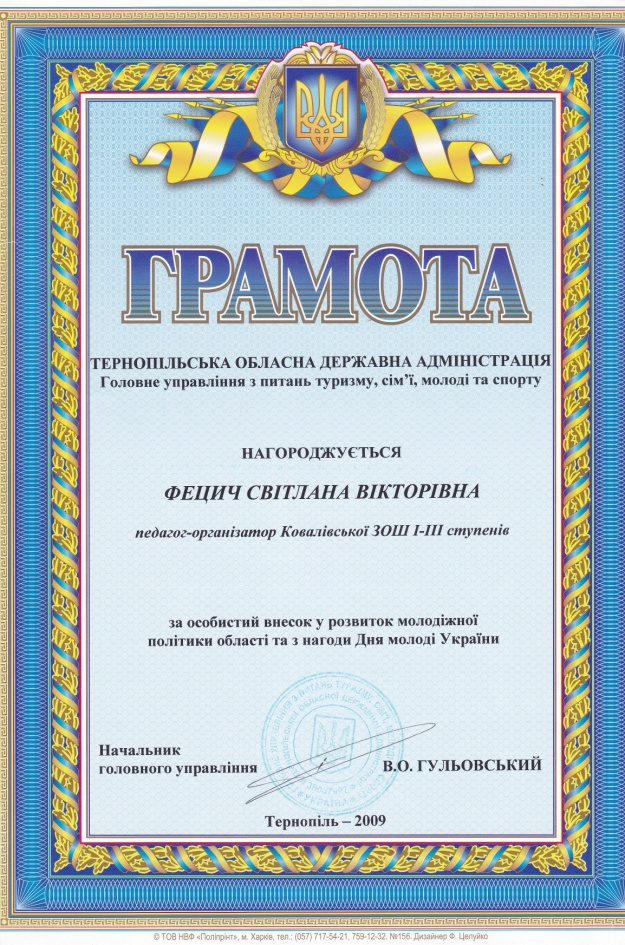 ГРАМОТА
ТЕРНОПІЛЬСЬКА ОБЛАСНА ДЕРЖАВНА АДМІНІСТРАЦІЯ
Головне управління з питань туризму, сім’ї, молоді та спорту
НАГОРОДЖУЄТЬСЯ
ФЕЦИЧ СВІТЛАНА ВІКТОРІВНА
педагог-організатор Ковалівської ЗОШ І-ІІІ ступенів
за особистий внесок у розвиток молодіжної
політики області та з нагоди Дня молоді України
Начальник
головного управління
В.О. ГУЛЬОВСЬКИЙ
Тернопіль – 2009
© ТОВ НВФ «Поліпрінт», м. Харків, тел.: (057) 717-54-21, 759-12-32. №156. Дизайнер Ф. Целуйко